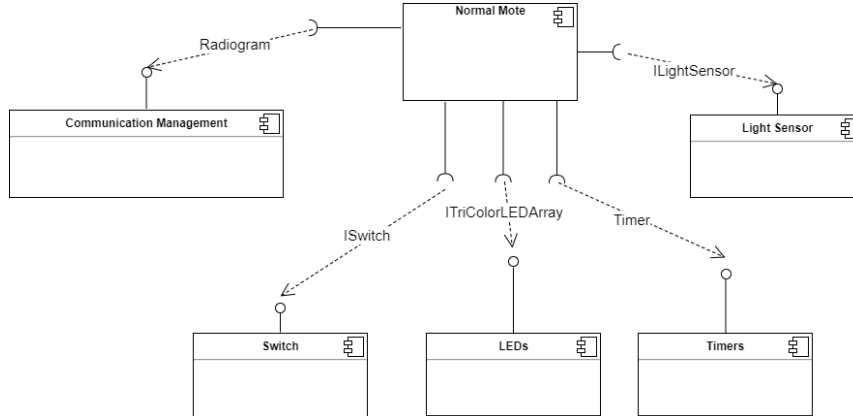 Normal Mote
Radiogram
ILightSensor
Communication Management
Light Sensor
ITriColorLEDArray
Timer
ISwitch
Switch
LEDs
Timers